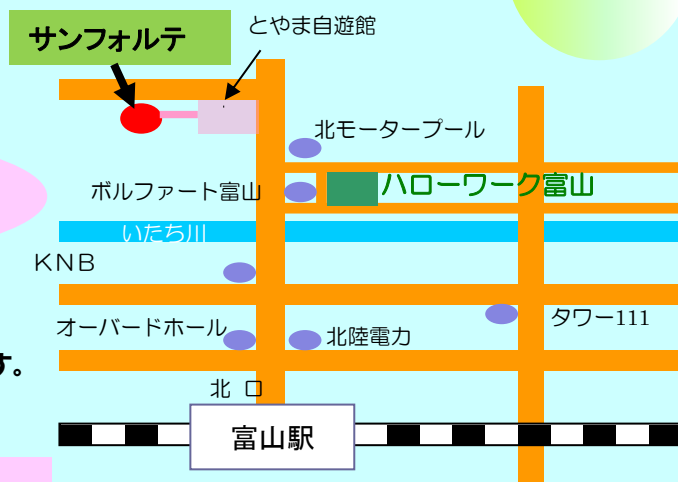 サンフォルテ
とやま自遊館
北モータープール
ボルファート富山
ハローワーク富山
いたち川
ＫＮＢ
タワー111
オーバードホール
北陸電力
す。
北 口
富山駅